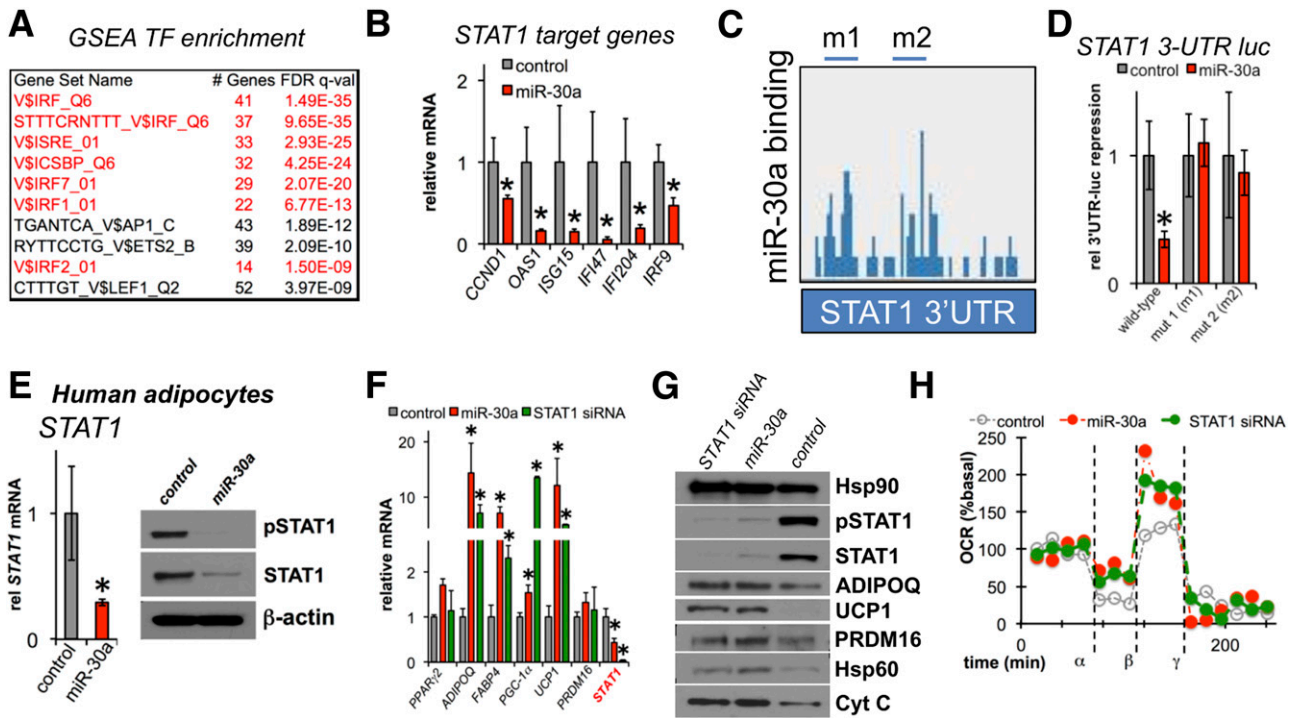 A
GSEA TF enrichment
Gene Set Name # Genes FDR q-val
V$IRF_Q6 41 1.49E-35
STTTCRNTTT_V$IRF_Q6 37 9.65E-35
V$ISRE_01 33 2.93E-25
V$ICSBP_Q6 32 4.25E-24
V$IRF7_01 29 2.07E-20
V$IRF1_01 22 6.77E-13
TGANTCA_V$AP1_C 43 1.89E-12
RYTTCCTG_V$ETS2_B 39 2.09E-10
V$IRF2_01 14 1.50E-09
CTTTGT_V$LEF1_Q2 52 3.97E-09
B
STAT1 target genes
control
miR-30a
relative mRNA
2
1
0
* * * * * *
CCND1
OAS1
ISG15
IFI47
IFI204
IRF9
C
m1 m2
miR-30a binding
STAT1 3'UTR
D
STAT1 3-UTR luc
control miR-30a
rel 3'UTR-luc repression
1
0
*
wild-type
mut 1 (m1)
mut 2 (m2)
E
Human adipocytes
STAT1
rel STAT1 mRNA
1
0
*
control
miR-30a
control
miR-30a
pSTAT1
STAT1
β-actin
F
control miR-30a STAT1 siRNA
relative mRNA
20
10
2
1
0
* * * * * * * * * *
PPARγ2
ADIPOQ
FABP4
PGC-1α
UCP1
PRDM16
STAT1
G
STAT1 siRNA
miR-30a
control
Hsp90
pSTAT1
STAT1
ADIPOQ
UCP1
PRDM16
Hsp60
Cyt C
H
control miR-30a STAT1 siRNA
OCR (%basal)
250
200
150
100
50
0
0 200
time (min)
α β γ